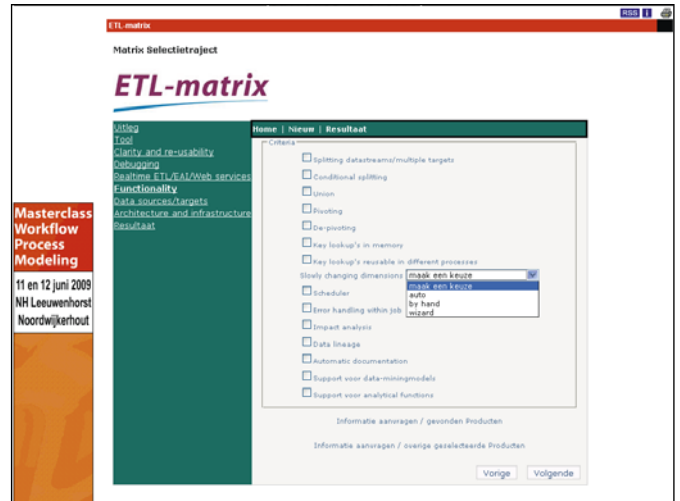 RSS i
ETL-matrix
Matrix Selectietraject
ETL-matrix
Uitleg
Tool
Clarity and re-usability
Debugging
Realtime ETL/EAI/Web services
Functionality
Data sources/targets
Architecture and infrastructure
Resultaat
Home | Nieuw | Resultaat
Criteria
Splitting datastreams/multiple targets
Conditional splitting
Union
Pivoting
De-pivoting
Key lookup's in memory
Key lookup's reusable in different processes
Slowly changing dimensions maak een keuze
maak een keuze
auto
by hand
wizard
Scheduler
Error handling within job
Impact analysis
Data lineage
Automatic documentation
Support voor data-miningmodels
Support voor analytical functions
Informatie aanvragen / gevonden Producten
Informatie aanvragen / overige geselecteerde Producten
Vorige Volgende
Masterclass
Workflow
Process
Modeling
11 en 12 juni 2009
NH Leeuwenhorst
Noordwijkerhout